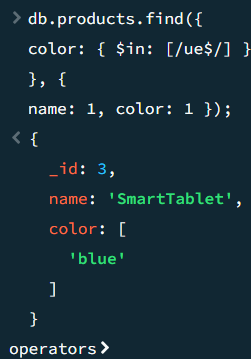 > db.products.find({
color: { $in: [/ue$/] }
}, {
name: 1, color: 1 });
< {
_id: 3,
name: 'SmartTablet',
color: [
'blue'
]
}
operators>